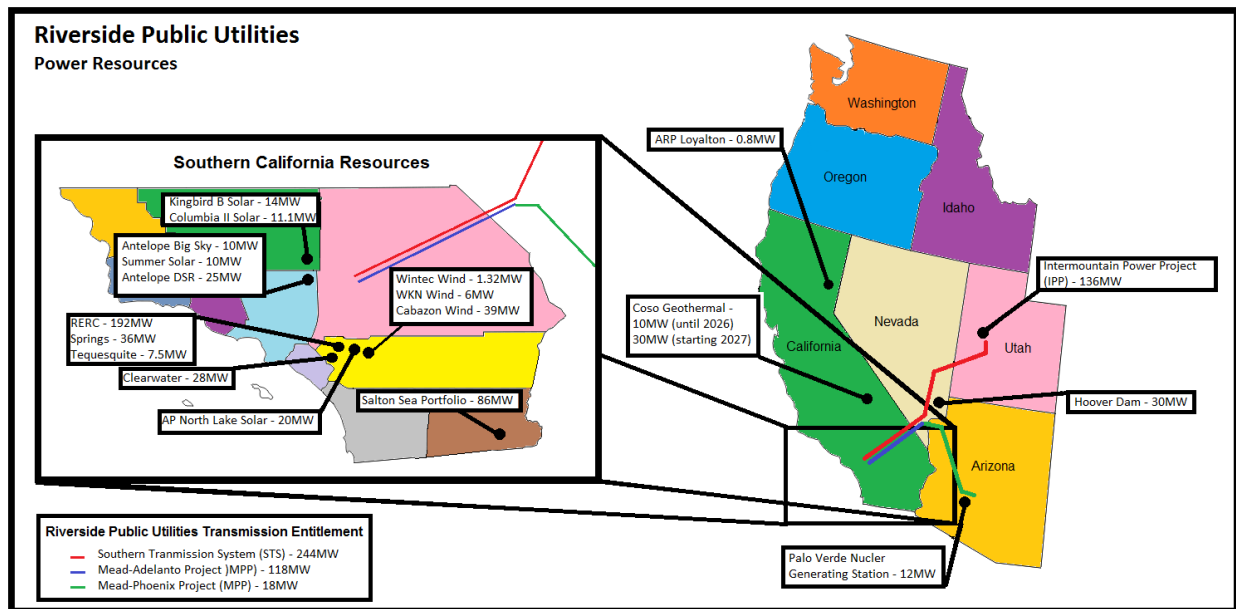 Riverside Public Utilities
Power Resources
Southern California Resources
Kingbird B Solar - 14MW
Columbia II Solar - 11.1MW
Antelope Big Sky - 10MW
Summer Solar - 10MW
Antelope DSR - 25MW
Wintec Wind - 1.32MW
WKN Wind - 6MW
Cabazon Wind - 39MW
RERC - 192MW
Springs - 36MW
Tequesquite - 7.5MW
Clearwater - 28MW
AP North Lake Solar - 20MW
Salton Sea Portfolio - 86MW
Riverside Public Utilities Transmission Entitlement
Southern Tranmission System (STS) - 244MW
Mead-Adelanto Project )MPP) - 118MW
Mead-Phoenix Project (MPP) - 18MW
Washington
ARP Loyalton - 0.8MW
Oregon
Idaho
Intermountain Power Project
(IPP) - 136MW
Coso Geothermal -
10MW (until 2026)
30MW (starting 2027)
Nevada
California
Utah
Hoover Dam - 30MW
Arizona
Palo Verde Nucler
Generating Station - 12MW